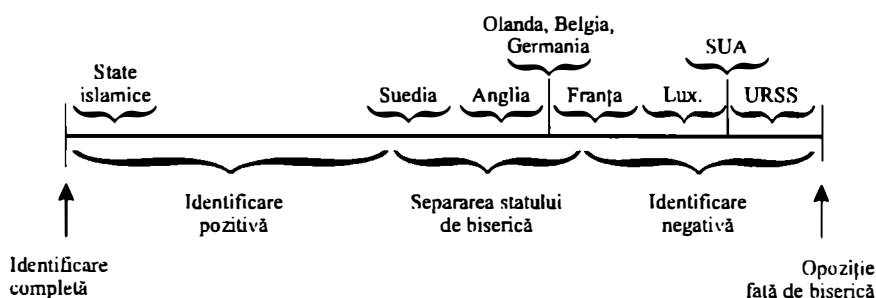 Olanda, Belgia,
Germania
SUA
State
islamice
Suedia
Anglia
Franța
Lux.
URSS
Identificare
pozitivă
Separarea statului
de biserică
Identificare
negativă
Identificare
completă
Opoziție
față de biserică